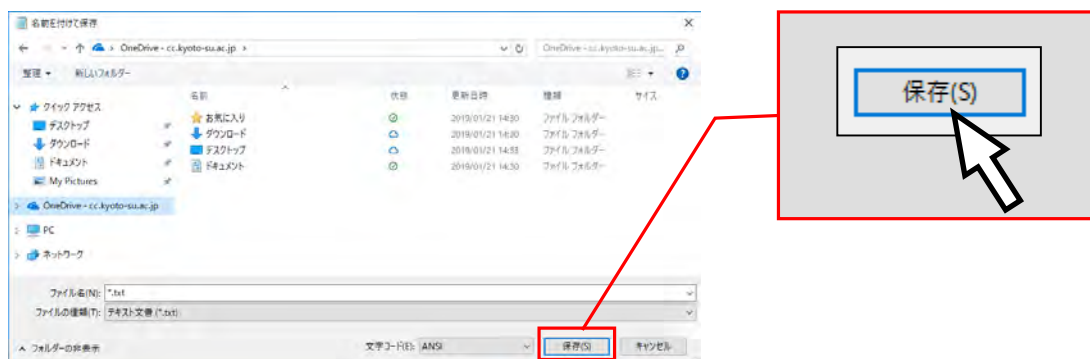 名前を付けて保存
OneDrive - cc.kyoto-su.ac.jp
OneDrive - cc.kyoto-su.ac.jp...
整理 新しいフォルダー
名前 状態 更新日時 種類 サイズ
クイック アクセス
デスクトップ
ダウンロード
ドキュメント
My Pictures
OneDrive - cc.kyoto-su.ac.jp
PC
ネットワーク
お気に入り 2019/01/21 14:30 ファイル フォルダー
ダウンロード 2019/01/21 14:20 ファイル フォルダー
デスクトップ 2019/01/21 14:53 ファイル フォルダー
ドキュメント 2019/01/21 14:30 ファイル フォルダー
ファイル名(N): *.txt
ファイルの種類(T): テキスト文書 (*.txt)
フォルダーの非表示
文字コード(E): ANSI 保存(S) キャンセル
保存(S)